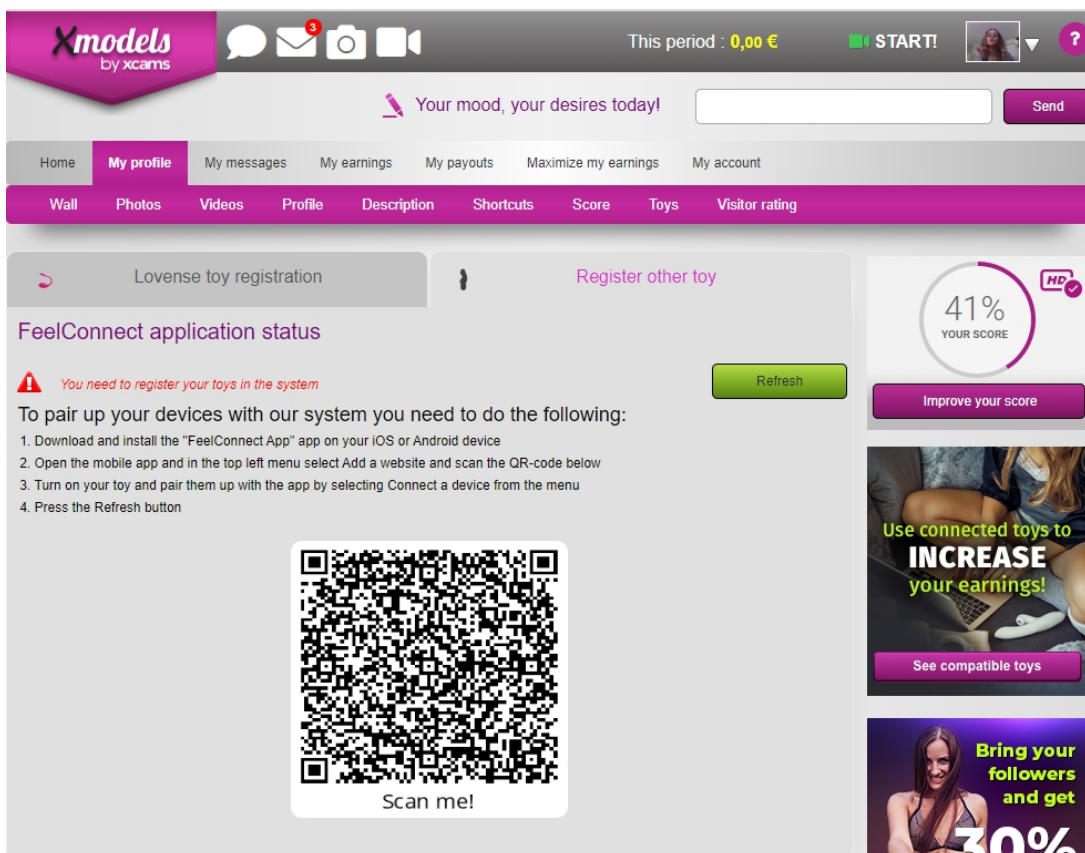 Xmodels
by xcams
3
This period : 0,00 €
START!
?
Your mood, your desires today!
Send
Home
My profile
My messages
My earnings
My payouts
Maximize my earnings
My account
Wall
Photos
Videos
Profile
Description
Shortcuts
Score
Toys
Visitor rating
Lovense toy registration
Register other toy
FeelConnect application status
You need to register your toys in the system
Refresh
To pair up your devices with our system you need to do the following:
1. Download and install the "FeelConnect App" app on your iOS or Android device
2. Open the mobile app and in the top left menu select Add a website and scan the QR-code below
3. Turn on your toy and pair them up with the app by selecting Connect a device from the menu
4. Press the Refresh button
Scan me!
41%
YOUR SCORE
HD
Improve your score
Use connected toys to
INCREASE
your earnings!
See compatible toys
Bring your
followers
and get
30%